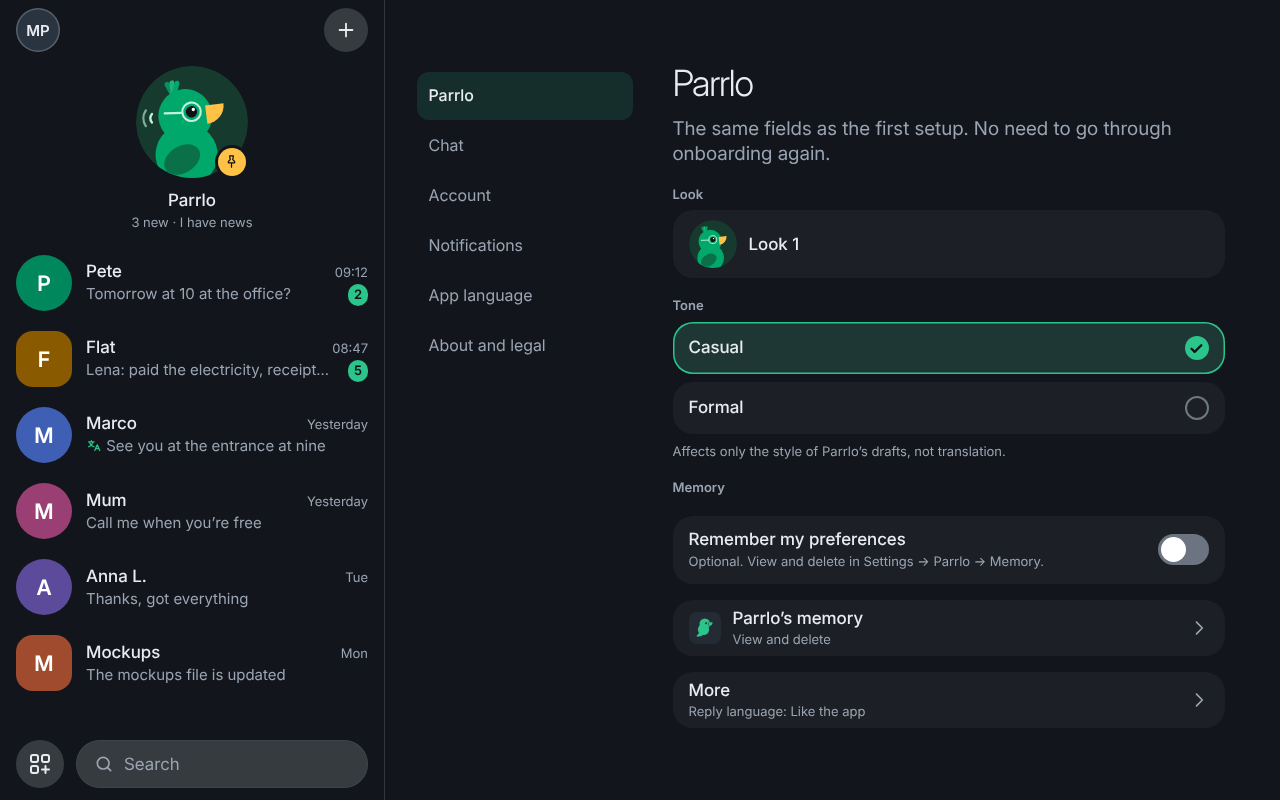 MP
Parrlo
3 new · I have news
P
Pete
09:12
Tomorrow at 10 at the office?
2
F
Flat
08:47
Lena: paid the electricity, receipt…
5
M
Marco
Yesterday
See you at the entrance at nine
M
Mum
Yesterday
Call me when you’re free
A
Anna L.
Tue
Thanks, got everything
M
Mockups
Mon
The mockups file is updated
Search
Parrlo
Chat
Account
Notifications
App language
About and legal
Parrlo
The same fields as the first setup. No need to go through
onboarding again.
Look
Look 1
Tone
Casual
Formal
Affects only the style of Parrlo’s drafts, not translation.
Memory
Remember my preferences
Optional. View and delete in Settings → Parrlo → Memory.
Parrlo’s memory
View and delete
More
Reply language: Like the app